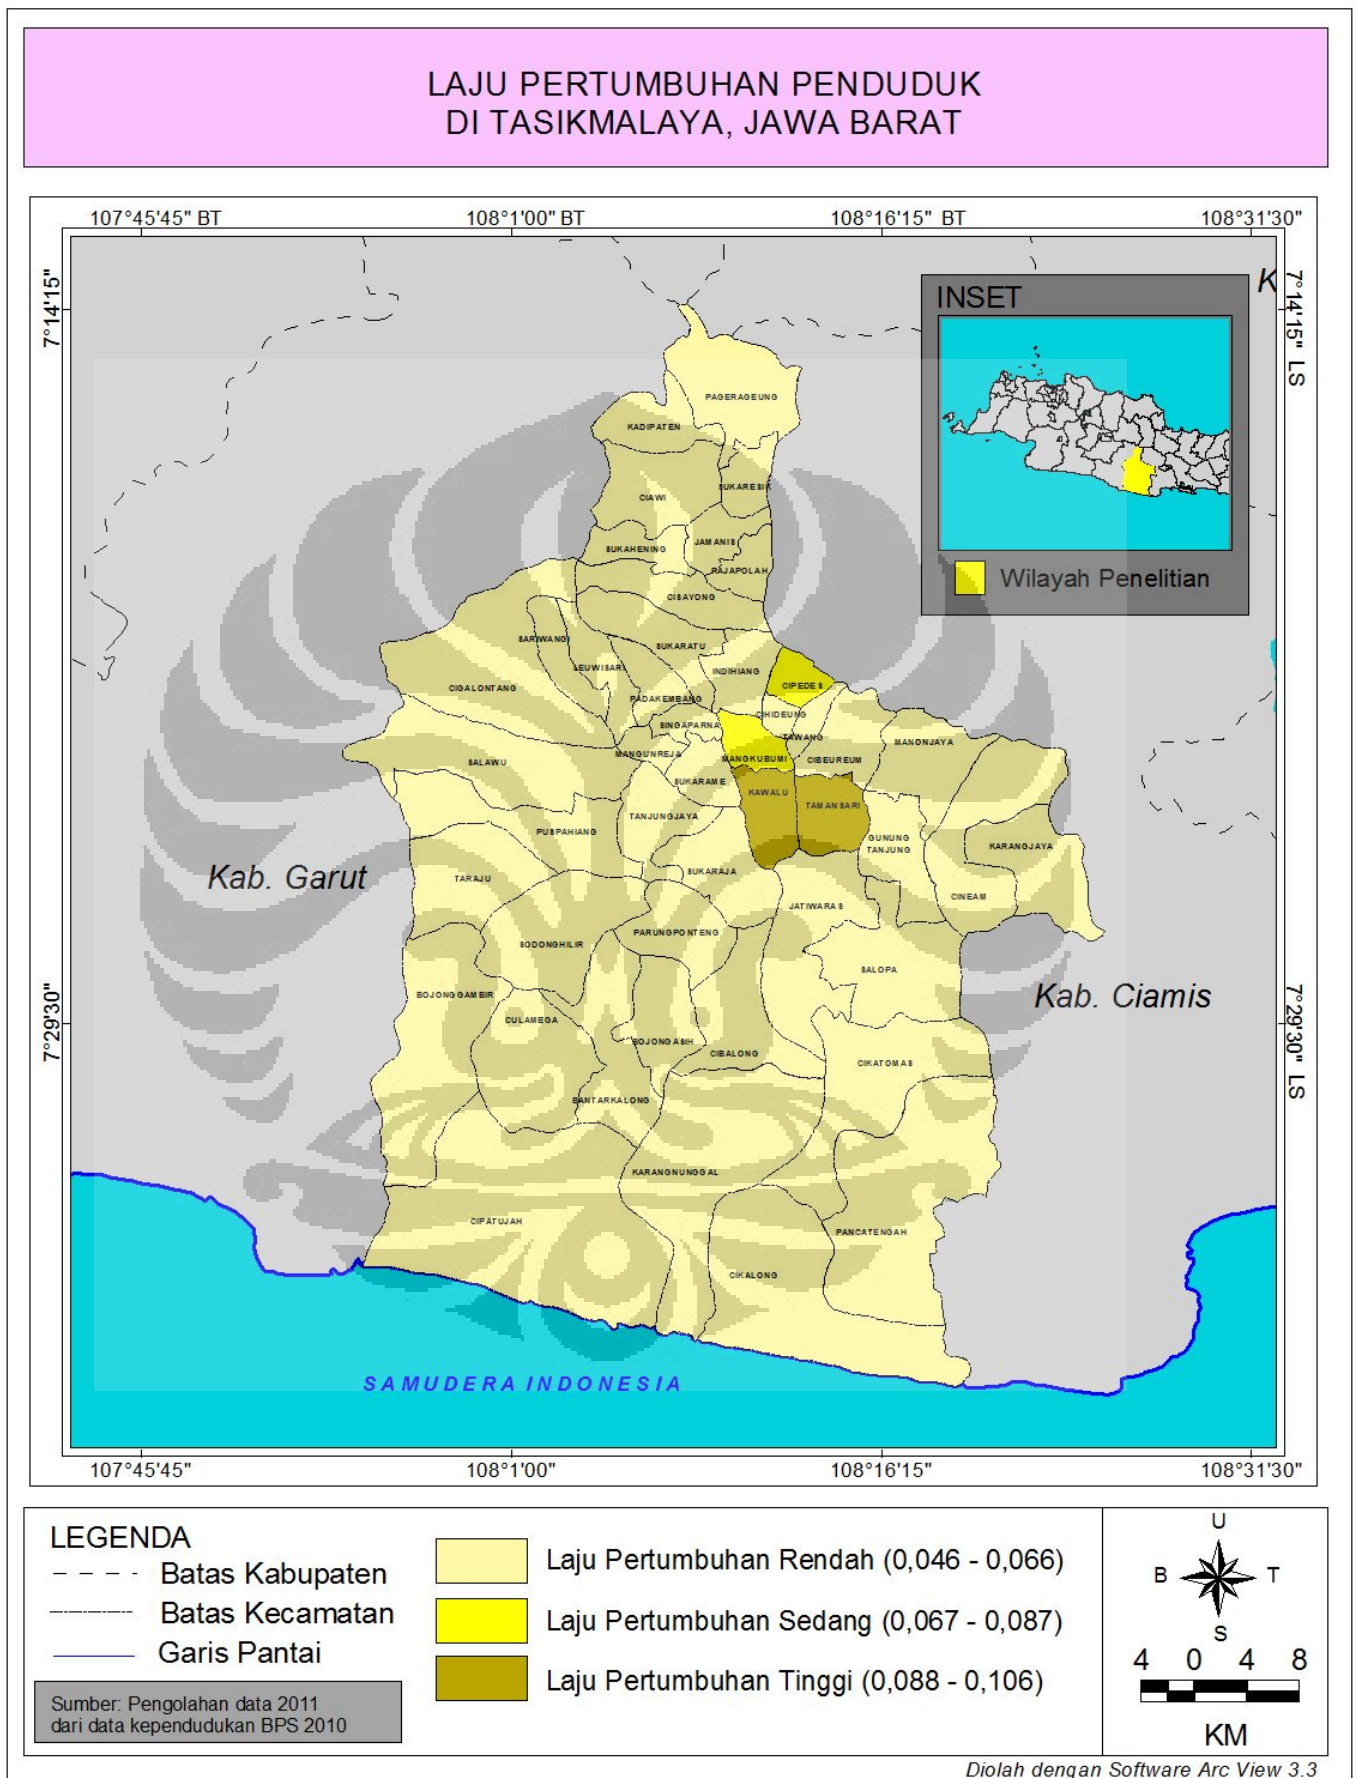 LAJU PERTUMBUHAN PENDUDUK
DI TASIKMALAYA, JAWA BARAT
107°45'45" BT
108°1'00" BT
108°16'15" BT
108°31'30"
7°14'15"
7°14'15" LS
K
INSET
Wilayah Penelitian
PAGERAGEUNG
KADIPATEN
SUKARESIK
CIAWI
JAMANIS
SUKAHENING
RAJAPOLAH
CIBAYONG
SARIWANGI
SUKARATU
LEUWISARI
INDIHIANG
CIPEDES
CIGALONTANG
PADAKEMBANG
CIHIDEUNG
SINGAPARNA
TAWANG
MANONJAYA
MANGUNREJA
MANGKUBUMI
CIBEUREUM
SALAWU
SUKARAME
KAWALU
TAMANSARI
TANJUNGJAYA
PUSPAHIANG
GUNUNG
TANJUNG
KARANGJAYA
SUKARAJA
Kab. Garut
TARAJU
CINEAM
JATIWARAS
PARUNGPONTENG
SODONGHILIR
SALOPA
BOJONGGAMBIR
Kab. Ciamis
7°29'30"
7°29'30" LS
CULAMEGA
BOJONGASIH
CIBALONG
CIKATOMAS
BANTARKALONG
KARANGNUNGGAL
CIPATUJAH
PANCATENGAH
CIKALONG
SAMUDERA INDONESIA
107°45'45"
108°1'00"
108°16'15"
108°31'30"
LEGENDA
Batas Kabupaten
Batas Kecamatan
Garis Pantai
Sumber: Pengolahan data 2011
dari data kependudukan BPS 2010
Laju Pertumbuhan Rendah (0,046 - 0,066)
Laju Pertumbuhan Sedang (0,067 - 0,087)
Laju Pertumbuhan Tinggi (0,088 - 0,106)
U
B
T
S
4 0 4 8
KM
Diolah dengan Software Arc View 3.3